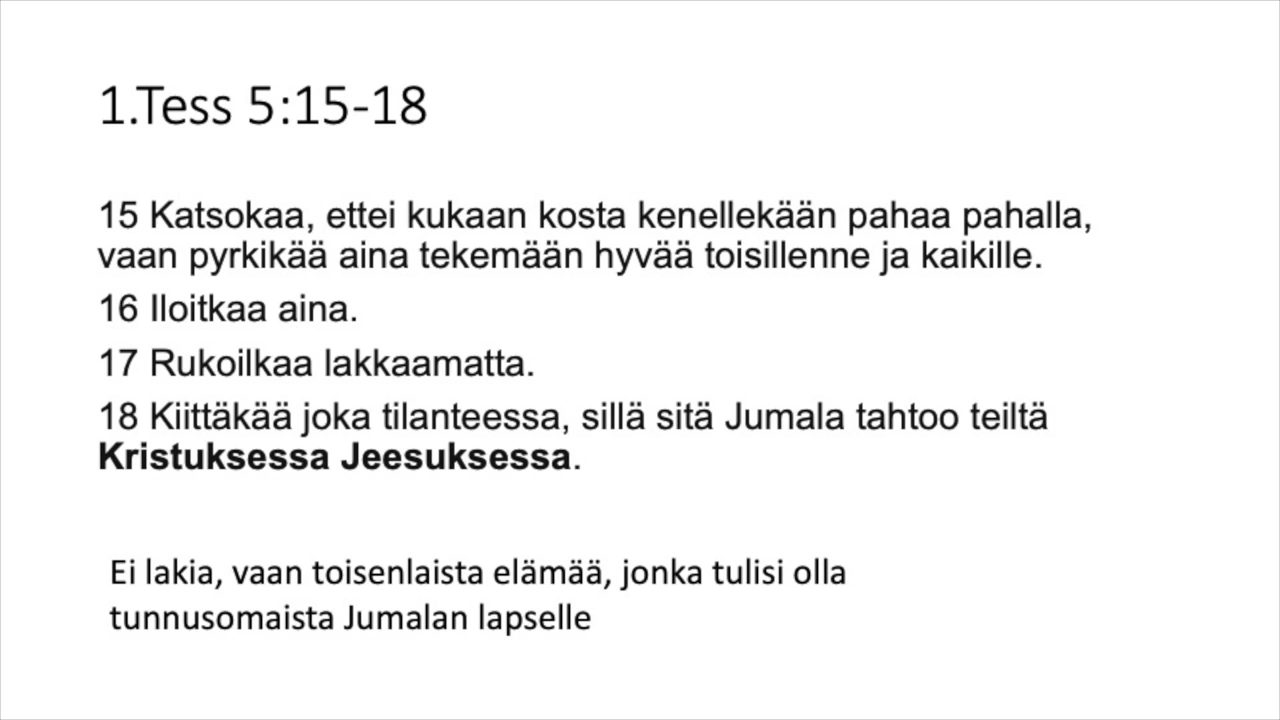 1.Tess 5:15-18
15 Katsokaa, ettei kukaan kosta kenellekään pahaa pahalla,
vaan pyrkikää aina tekemään hyvää toisillenne ja kaikille.
16 Iloitkaa aina.
17 Rukoilkaa lakkaamatta.
18 Kiittäkää joka tilanteessa, sillä sitä Jumala tahtoo teiltä
Kristuksessa Jeesuksessa.
Ei lakia, vaan toisenlaista elämää, jonka tulisi olla
tunnusomaista Jumalan lapselle